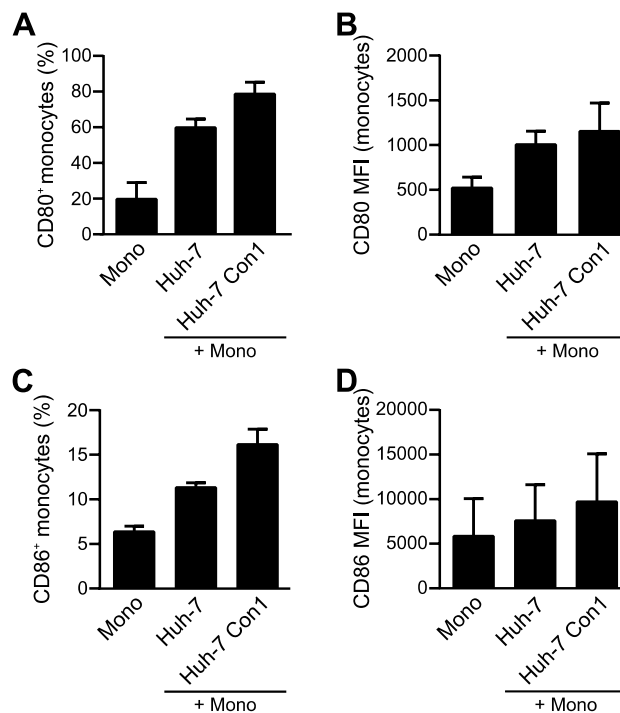 A
CD80⁺ monocytes (%)
100
80
60
40
20
0
Mono
Huh-7
Huh-7 Con1
+ Mono
B
CD80 MFI (monocytes)
2000
1500
1000
500
0
Mono
Huh-7
Huh-7 Con1
+ Mono
C
CD86⁺ monocytes (%)
20
15
10
5
0
Mono
Huh-7
Huh-7 Con1
+ Mono
D
CD86 MFI (monocytes)
20000
15000
10000
5000
0
Mono
Huh-7
Huh-7 Con1
+ Mono